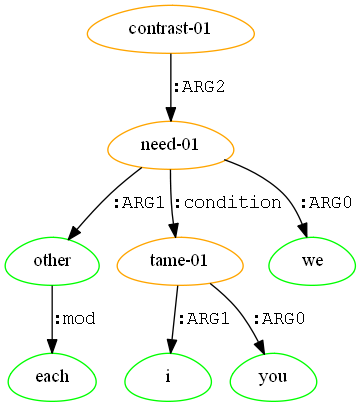 contrast-01
:ARG2
need-01
:ARG1 :condition :ARG0
other tame-01 we
:mod :ARG1 :ARG0
each i you